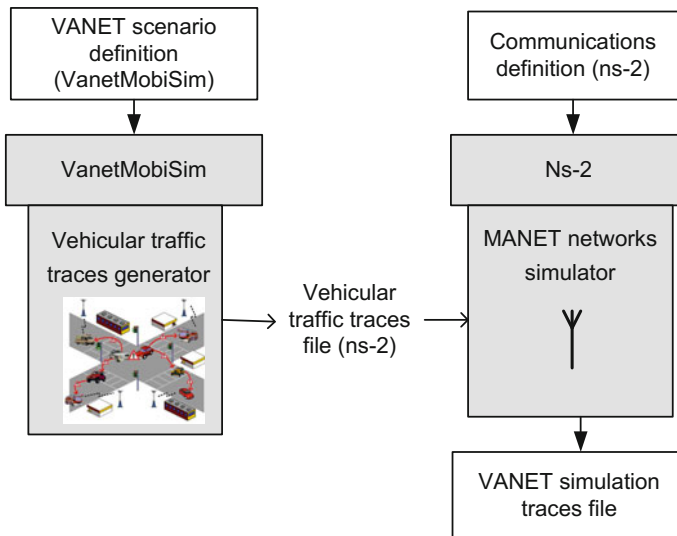 VANET scenario
definition
(VanetMobiSim)
VanetMobiSim
Vehicular traffic
traces generator
Vehicular
traffic traces
file (ns-2)
Communications
definition (ns-2)
Ns-2
MANET networks
simulator
VANET simulation
traces file